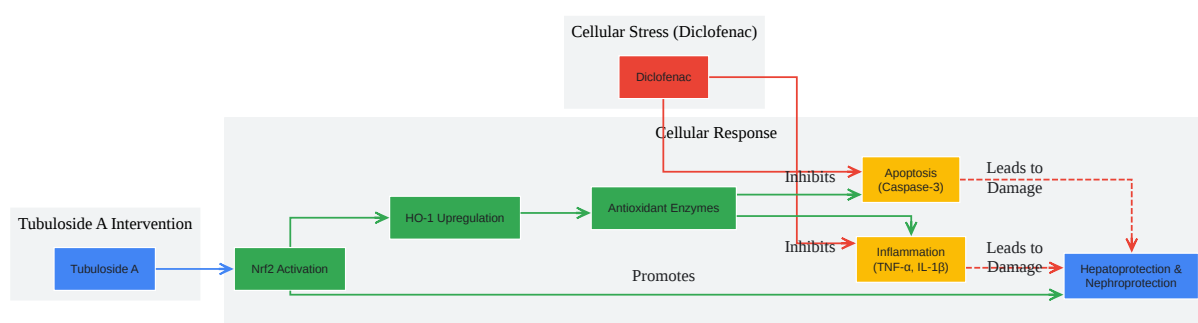 Cellular Stress (Diclofenac)
Diclofenac
Cellular Response
Inhibits
Apoptosis
(Caspase-3)
Leads to
Damage
Tubuloside A Intervention
Tubuloside A
Nrf2 Activation
HO-1 Upregulation
Antioxidant Enzymes
Inhibits
Inflammation
(TNF-α, IL-1β)
Leads to
Damage
Promotes
Hepatoprotection &
Nephroprotection